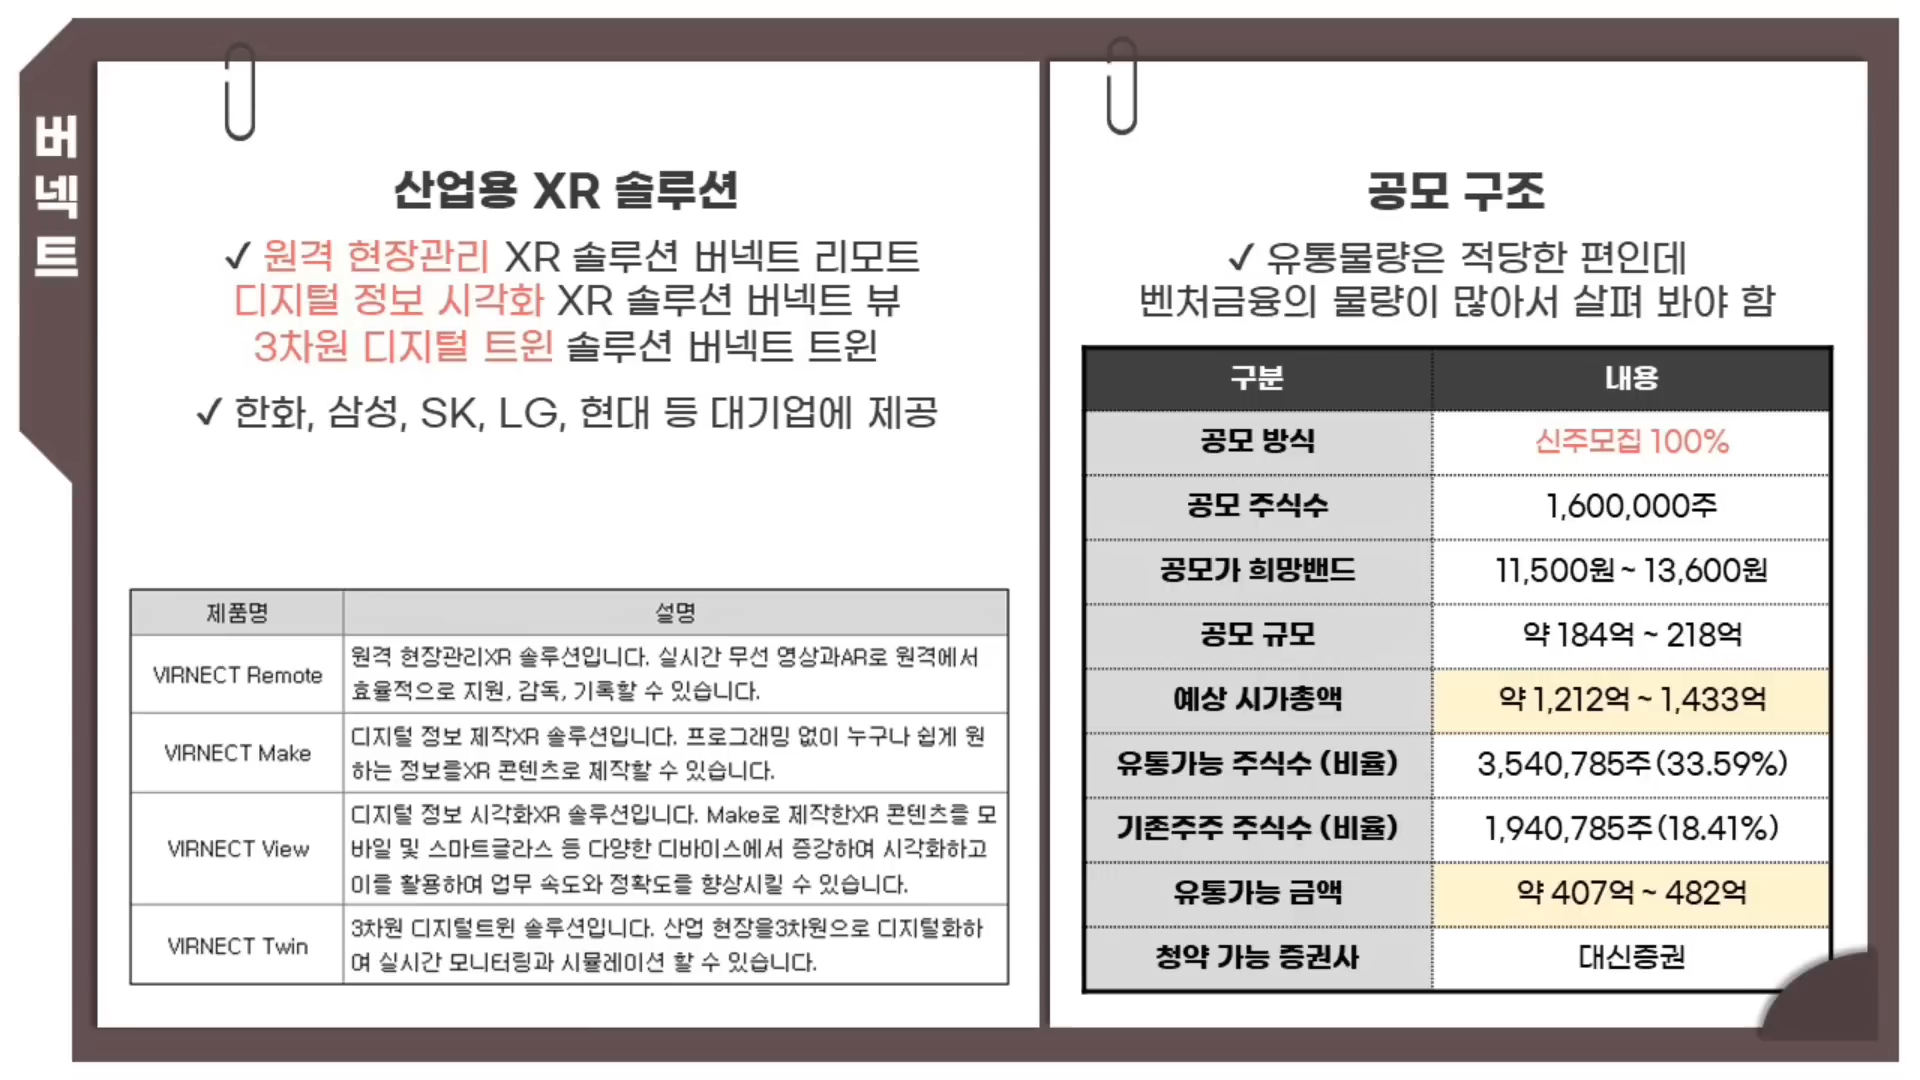 버넥트
산업용 XR 솔루션
✓ 원격 현장관리 XR 솔루션 버넥트 리모트
디지털 정보 시각화 XR 솔루션 버넥트 뷰
3차원 디지털 트윈 솔루션 버넥트 트윈
✓ 한화, 삼성, SK, LG, 현대 등 대기업에 제공
제품명 설명
VIRNECT Remote 원격 현장관리XR 솔루션입니다. 실시간 무선 영상과AR로 원격에서
효율적으로 지원, 감독, 기록할 수 있습니다.
VIRNECT Make 디지털 정보 제작XR 솔루션입니다. 프로그래밍 없이 누구나 쉽게 원
하는 정보를XR 콘텐츠로 제작할 수 있습니다.
디지털 정보 시각화XR 솔루션입니다. Make로 제작한XR 콘텐츠를 모
VIRNECT View 바일 및 스마트글라스 등 다양한 디바이스에서 증강하여 시각화하고
이를 활용하여 업무 속도와 정확도를 향상시킬 수 있습니다.
VIRNECT Twin 3차원 디지털트윈 솔루션입니다. 산업 현장을3차원으로 디지털화하
여 실시간 모니터링과 시뮬레이션 할 수 있습니다.
공모 구조
✓ 유통물량은 적당한 편인데
벤처금융의 물량이 많아서 살펴 봐야 함
구분 내용
공모 방식 신주모집 100%
공모 주식수 1,600,000주
공모가 희망밴드 11,500원 ~ 13,600원
공모 규모 약 184억 ~ 218억
예상 시가총액 약 1,212억 ~ 1,433억
유통가능 주식수 (비율) 3,540,785주 (33.59%)
기존주주 주식수 (비율) 1,940,785주 (18.41%)
유통가능 금액 약 407억 ~ 482억
청약 가능 증권사 대신증권